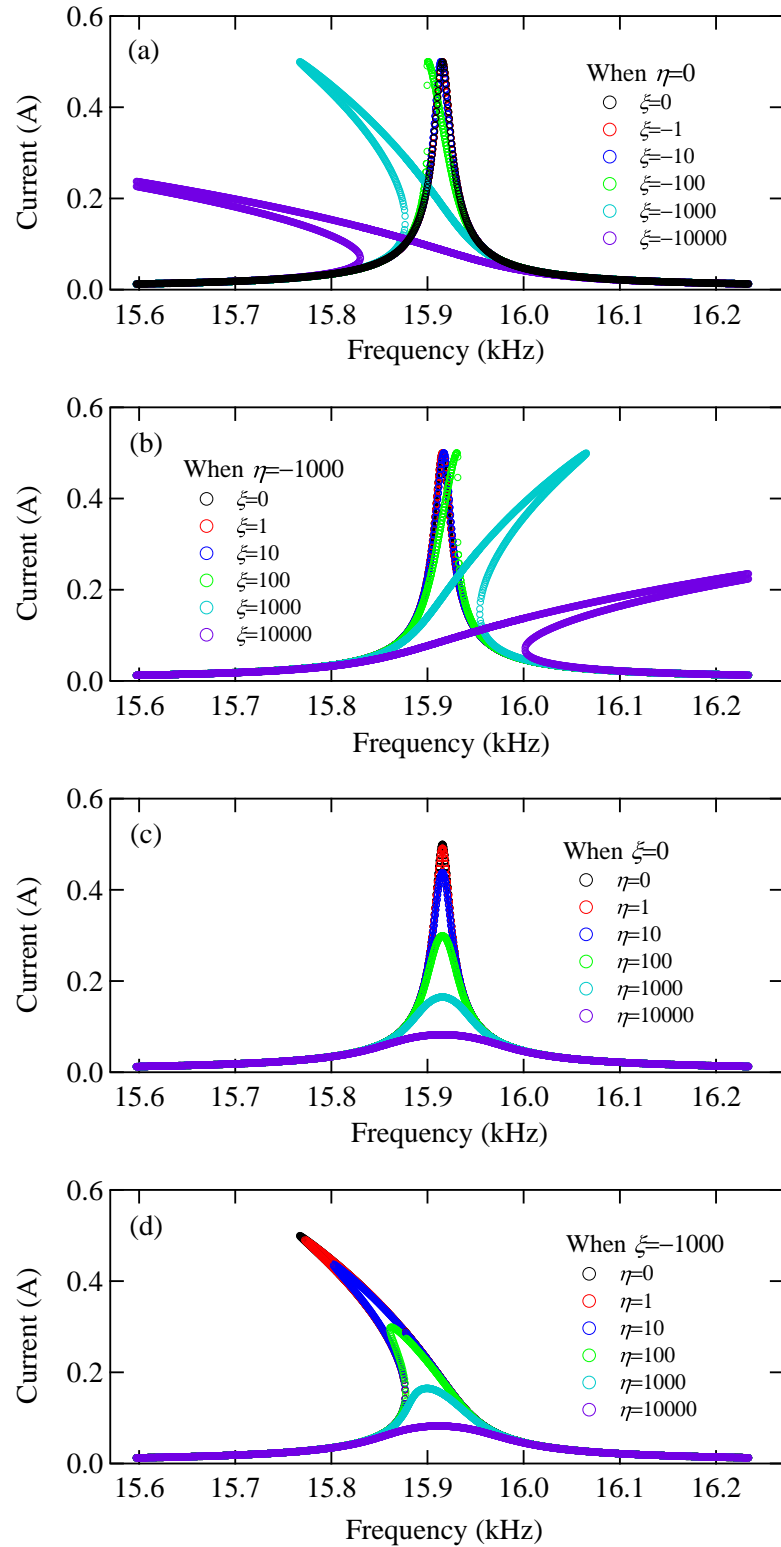 (a)
When η=0
ξ=0
ξ=−1
ξ=−10
ξ=−100
ξ=−1000
ξ=−10000
Current (A)
0.6
0.4
0.2
0.0
15.6 15.7 15.8 15.9 16.0 16.1 16.2
Frequency (kHz)
(b)
When η=−1000
ξ=0
ξ=1
ξ=10
ξ=100
ξ=1000
ξ=10000
Current (A)
0.6
0.4
0.2
0.0
15.6 15.7 15.8 15.9 16.0 16.1 16.2
Frequency (kHz)
(c)
When ξ=0
η=0
η=1
η=10
η=100
η=1000
η=10000
Current (A)
0.6
0.4
0.2
0.0
15.6 15.7 15.8 15.9 16.0 16.1 16.2
Frequency (kHz)
(d)
When ξ=−1000
η=0
η=1
η=10
η=100
η=1000
η=10000
Current (A)
0.6
0.4
0.2
0.0
15.6 15.7 15.8 15.9 16.0 16.1 16.2
Frequency (kHz)